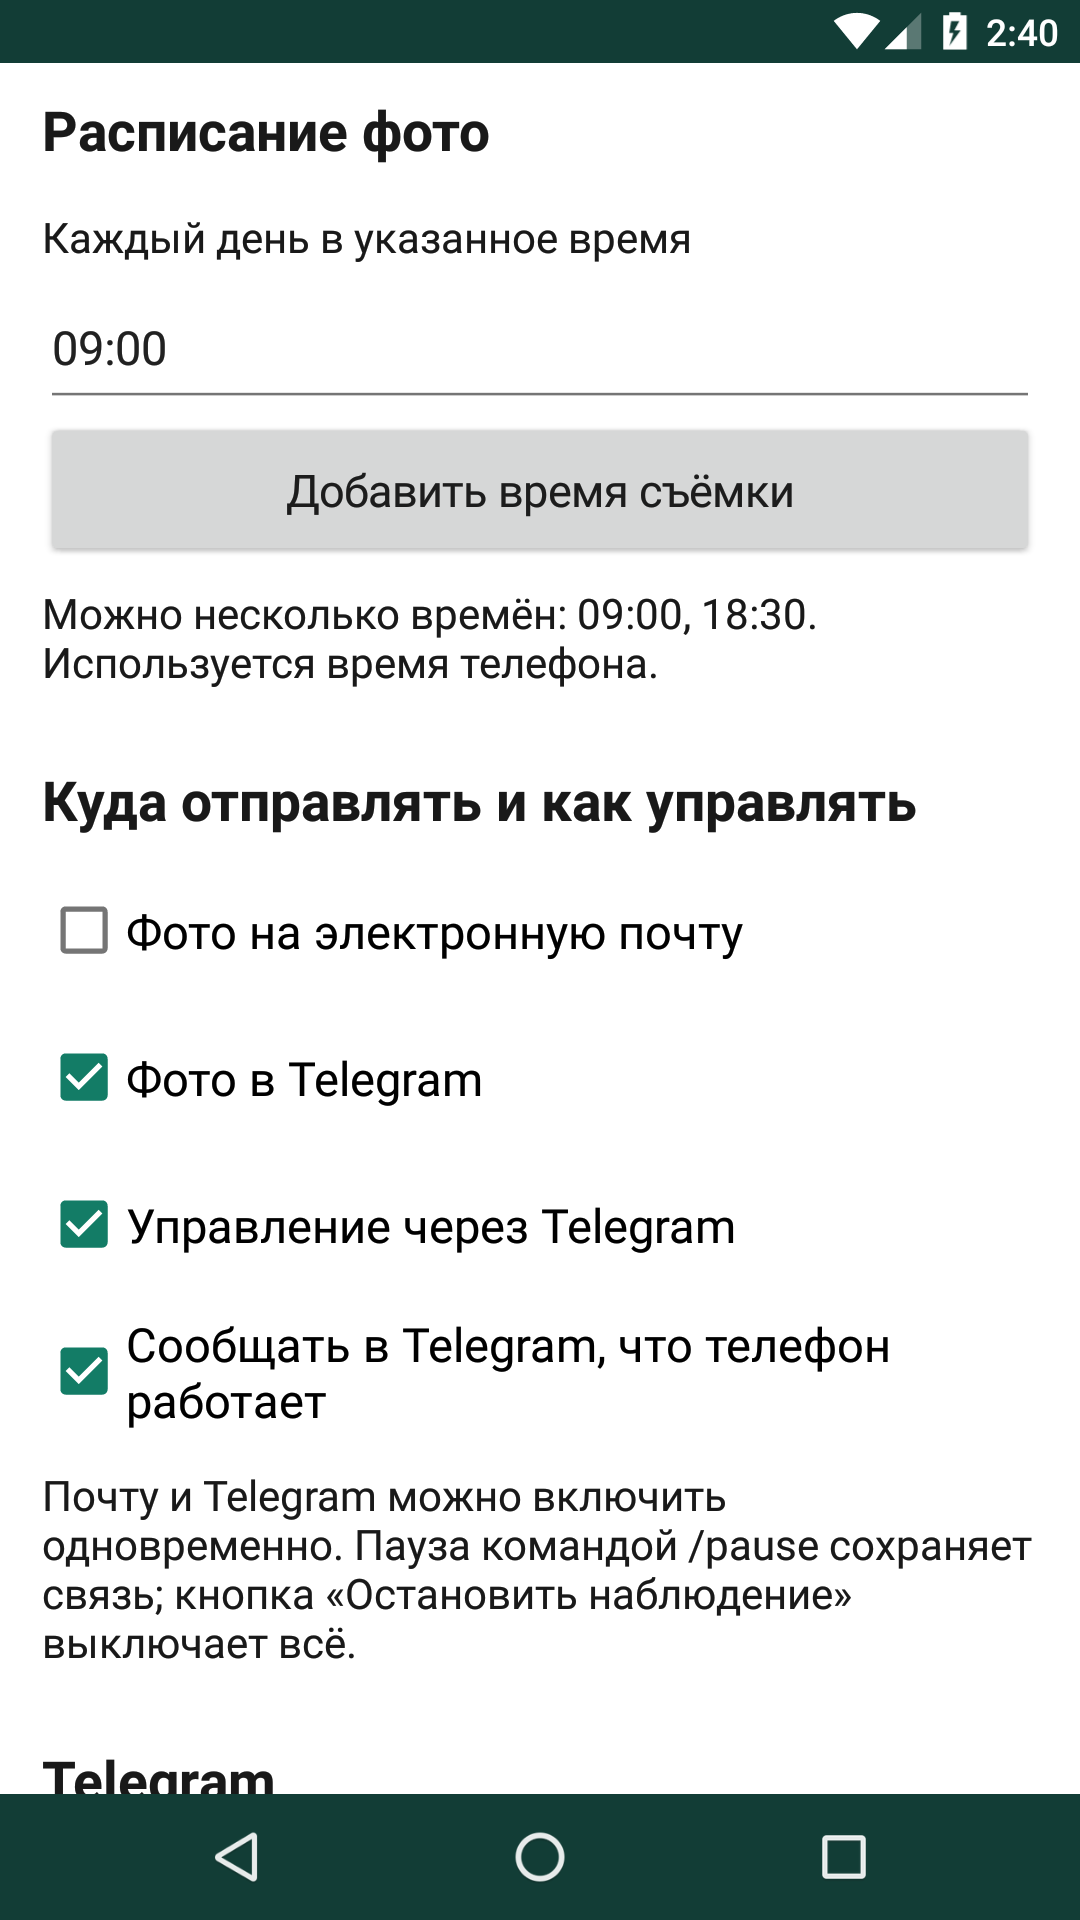 2:40
Расписание фото
Каждый день в указанное время
09:00
Добавить время съёмки
Можно несколько времён: 09:00, 18:30.
Используется время телефона.
Куда отправлять и как управлять
Фото на электронную почту
Фото в Telegram
Управление через Telegram
Сообщать в Telegram, что телефон
работает
Почту и Telegram можно включить
одновременно. Пауза командой /pause сохраняет
связь; кнопка «Остановить наблюдение»
выключает всё.
Telegram